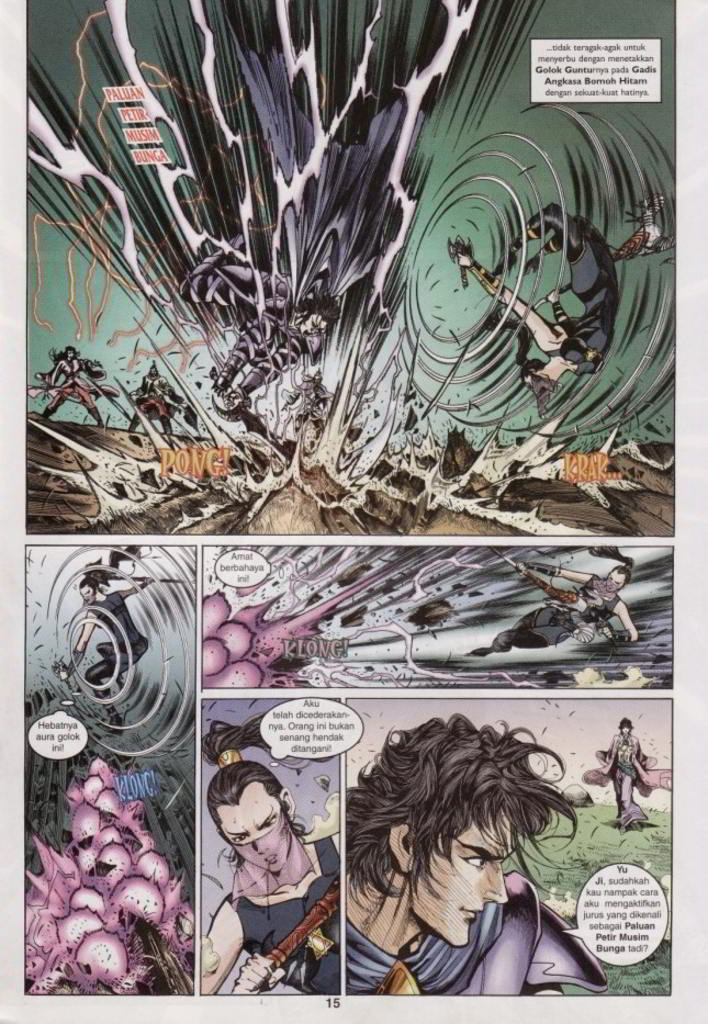 ...tidak teragak-agak untuk
menyerbu dengan menetakkan
Golok Gunturnya pada Gadis
Angkasa Bomoh Hitam
dengan sekuat-kuat hatinya.
PALUAN
PETIR
MUSIM
BUNGA
PONG!
KRAK...
Hebatnya
aura golok
ini!
KLONG!
Amat
berbahaya
ini!
KLONG!
Aku
telah dicederakan-
nya. Orang ini bukan
senang hendak
ditangani!
Yu
Ji, sudahkah
kau nampak cara
aku mengaktifkan
jurus yang dikenali
sebagai Paluan
Petir Musim
Bunga tadi?
15